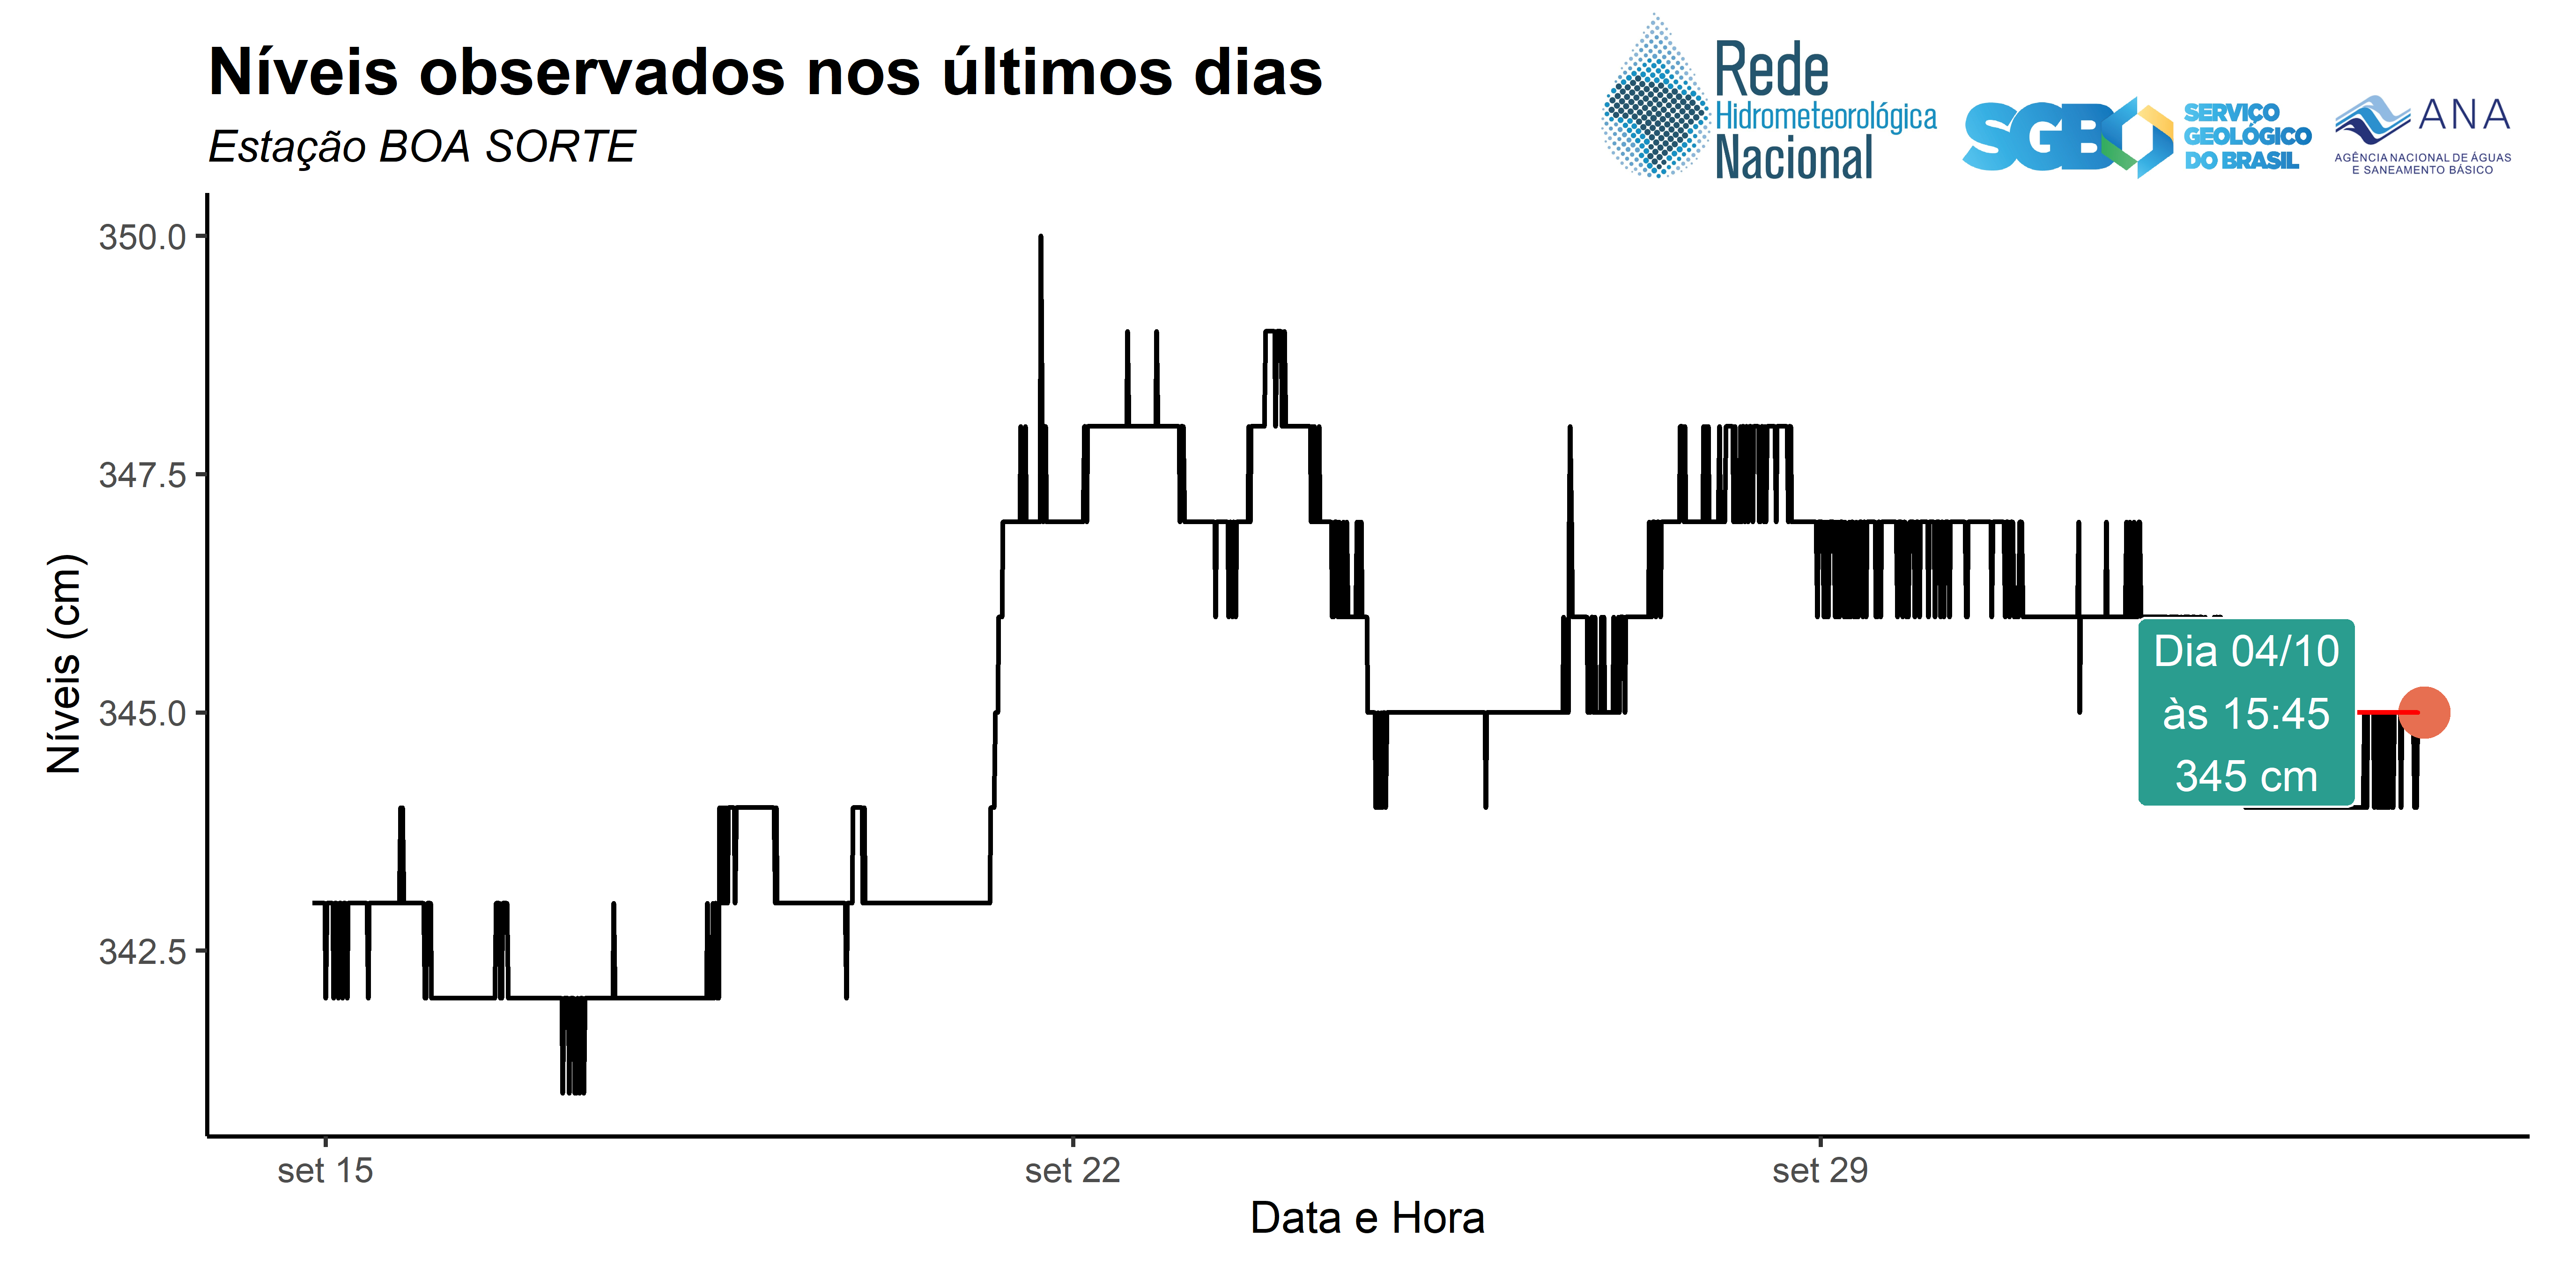 Níveis observados nos últimos dias
Estação BOA SORTE
Rede
Hidrometeorológica
Nacional
SGB
SERVIÇO
GEOLÓGICO
DO BRASIL
ANA
AGÊNCIA NACIONAL DE ÁGUAS
E SANEAMENTO BÁSICO
Níveis (cm)
350.0
347.5
345.0
342.5
Dia 04/10
às 15:45
345 cm
set 15
set 22
set 29
Data e Hora